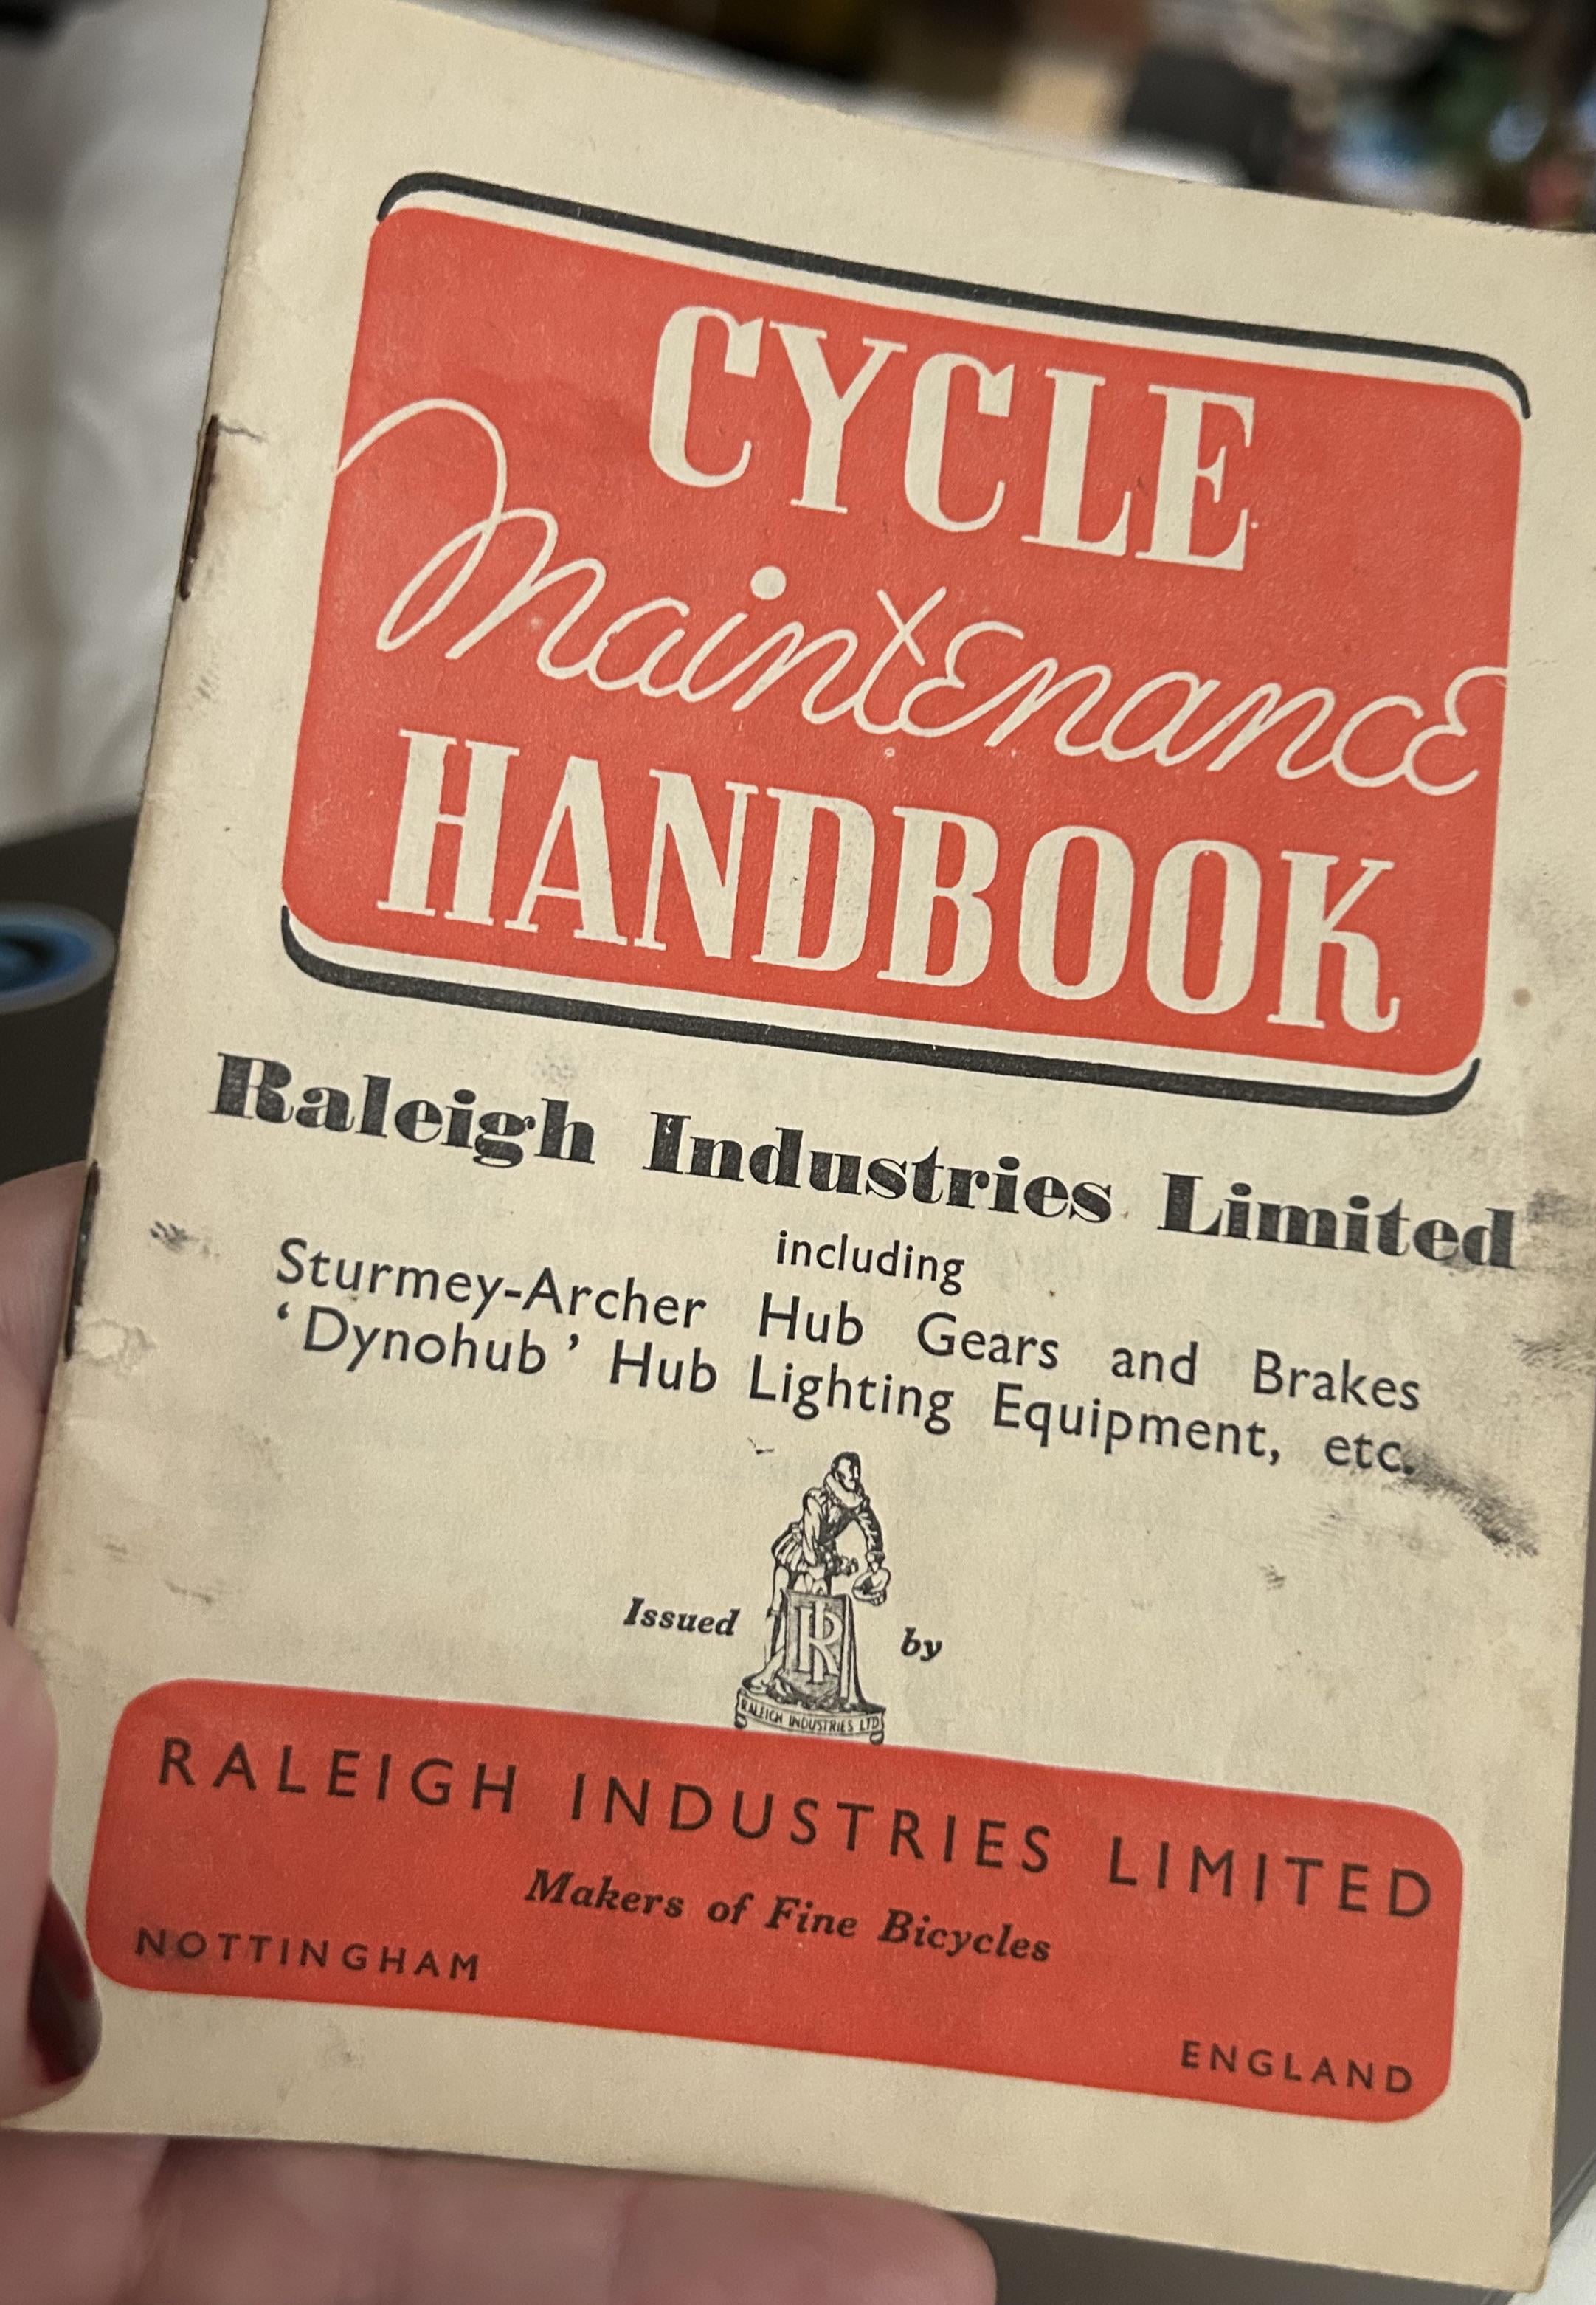 CYCLE
Maintenance
HANDBOOK
Raleigh Industries Limited
including
Sturmey-Archer Hub Gears and Brakes
‘Dynohub’ Hub Lighting Equipment, etc.
Issued by
R
RALEIGH INDUSTRIES LTD
RALEIGH INDUSTRIES LIMITED
Makers of Fine Bicycles
NOTTINGHAM
ENGLAND